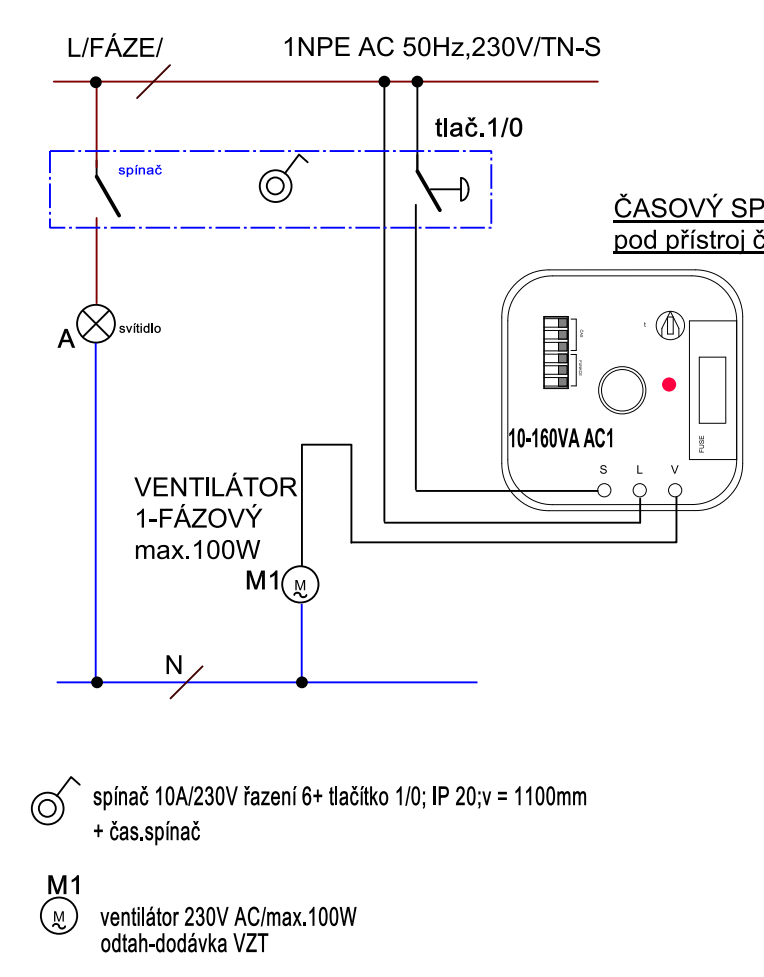 L/FÁZE/
1NPE AC 50Hz,230V/TN-S
tlač.1/0
spínač
ČASOVÝ
pod přístroj
A
svítidlo
t
ČAS
FUNKCE
10-160VA AC1
FUSE
S L V
VENTILÁTOR
1-FÁZOVÝ
max.100W
M1
M
N
spínač 10A/230V řazení 6+ tlačítko 1/0; IP 20;v = 1100mm
+ čas.spínač
M1
M
ventilátor 230V AC/max.100W
odtah-dodávka VZT